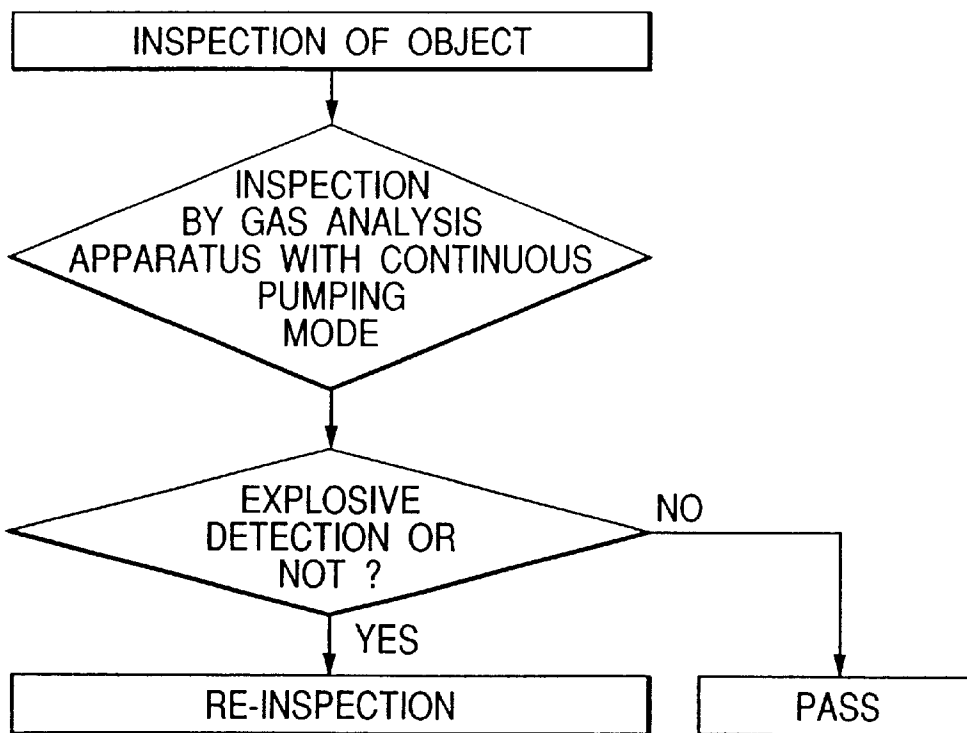 INSPECTION OF OBJECT
INSPECTION
BY GAS ANALYSIS
APPARATUS WITH CONTINUOUS
PUMPING
MODE
EXPLOSIVE
DETECTION OR
NOT ?
NO
YES
RE-INSPECTION
PASS